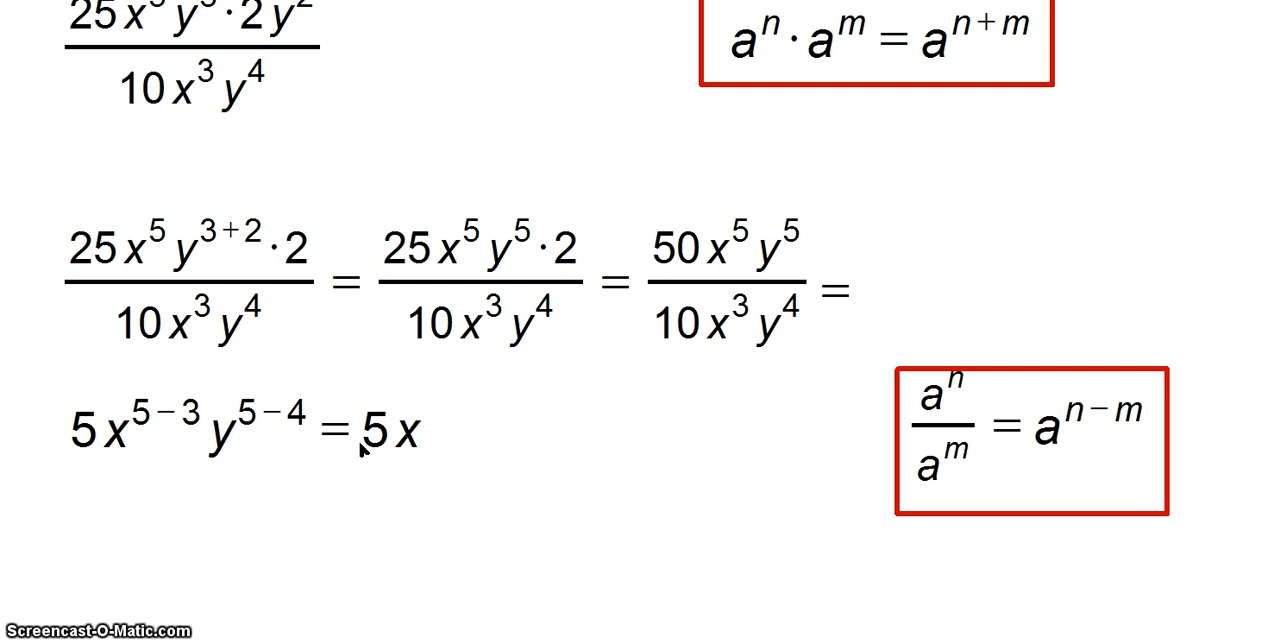 25x⁵y³·2y²
10x³y⁴
aⁿ·aᵐ = aⁿ⁺ᵐ
25x⁵y³⁺²·2 / 10x³y⁴ = 25x⁵y⁵·2 / 10x³y⁴ = 50x⁵y⁵ / 10x³y⁴ =
5x⁵⁻³y⁵⁻⁴ = 5x
aⁿ / aᵐ = aⁿ⁻ᵐ
Screencast-O-Matic.com